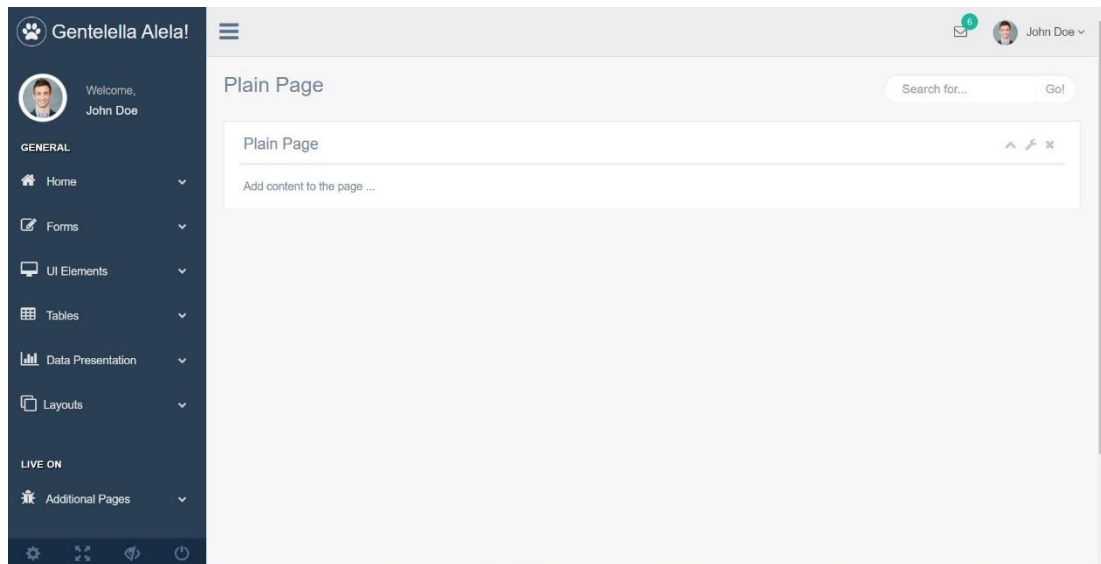 Gentelella Alela!
6
John Doe
Welcome,
John Doe
Plain Page
Search for...
Go!
GENERAL
Plain Page
Home
Add content to the page ...
Forms
UI Elements
Tables
Data Presentation
Layouts
LIVE ON
Additional Pages